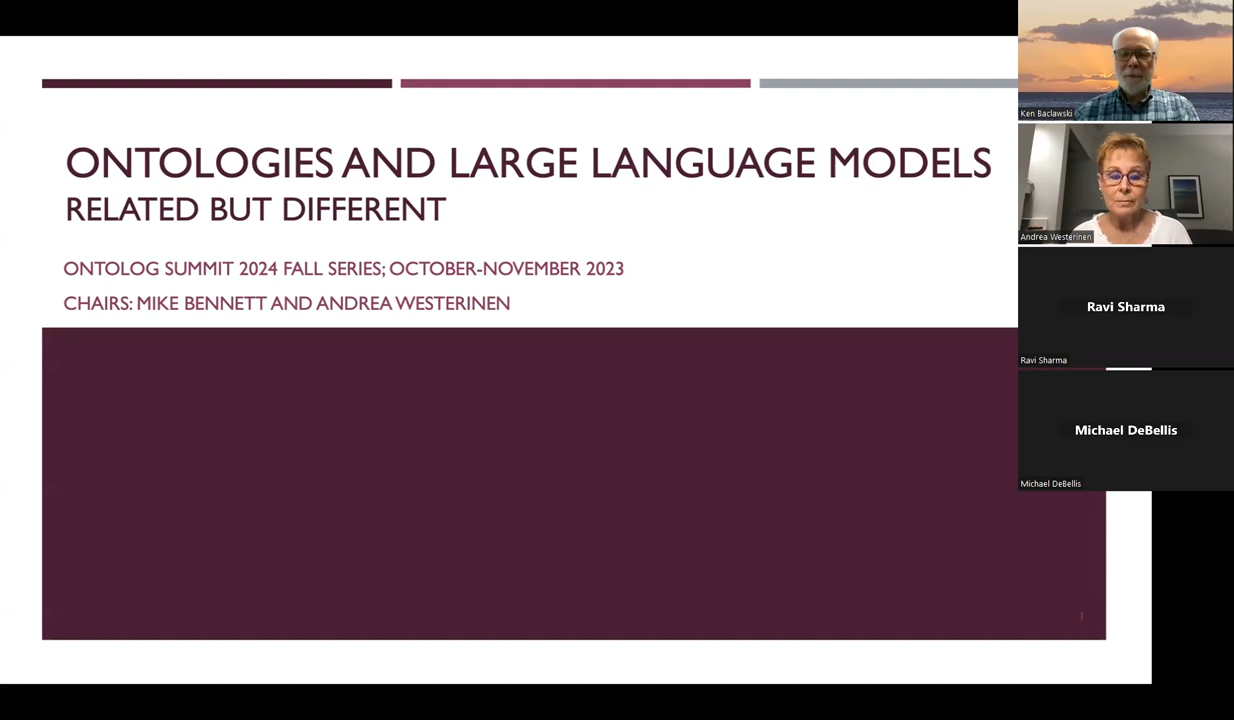 ONTOLOGIES AND LARGE LANGUAGE MODELS
RELATED BUT DIFFERENT
ONTOLOG SUMMIT 2024 FALL SERIES; OCTOBER-NOVEMBER 2023
CHAIRS: MIKE BENNETT AND ANDREA WESTERINEN
1
Ken Baclawski
Andrea Westerinen
Ravi Sharma
Ravi Sharma
Michael DeBellis
Michael DeBellis